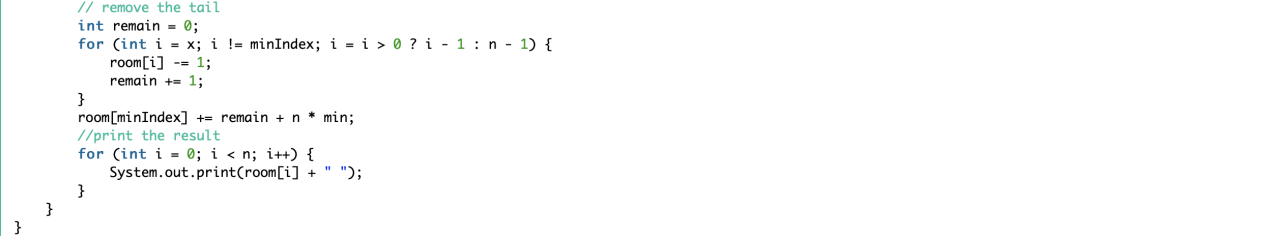 // remove the tail
int remain = 0;
for (int i = x; i != minIndex; i = i > 0 ? i - 1 : n - 1) {
room[i] -= 1;
remain += 1;
}
room[minIndex] += remain + n * min;
//print the result
for (int i = 0; i < n; i++) {
System.out.print(room[i] + " ");
}
}
}